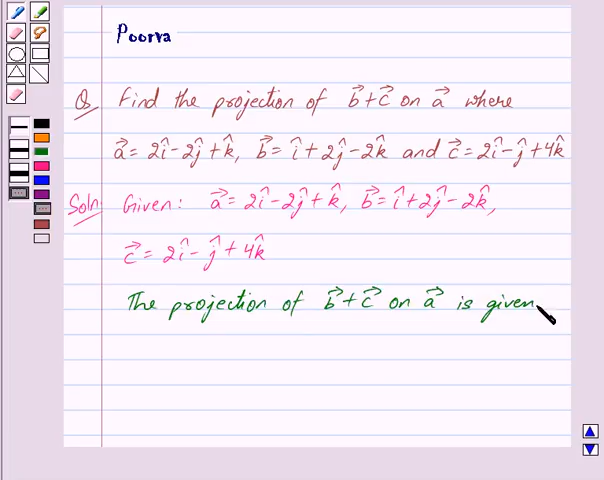 Poorva
Q Find the projection of b⃗ + c⃗ on a⃗ where
a⃗ = 2î - 2ĵ + k̂, b⃗ = î + 2ĵ - 2k̂ and c⃗ = 2î - ĵ + 4k̂
Soln Given: a⃗ = 2î - 2ĵ + k̂, b⃗ = î + 2ĵ - 2k̂,
c⃗ = 2î - ĵ + 4k̂
The projection of b⃗ + c⃗ on a⃗ is given